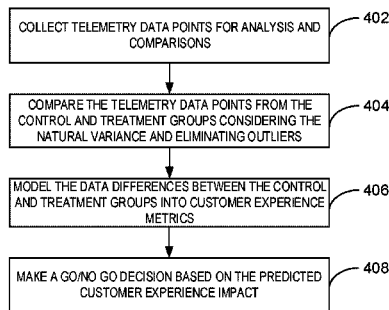 COLLECT TELEMETRY DATA POINTS FOR ANALYSIS AND
COMPARISONS
402
COMPARE THE TELEMETRY DATA POINTS FROM THE
CONTROL AND TREATMENT GROUPS CONSIDERING THE
NATURAL VARIANCE AND ELIMINATING OUTLIERS
404
MODEL THE DATA DIFFERENCES BETWEEN THE CONTROL
AND TREATMENT GROUPS INTO CUSTOMER EXPERIENCE
METRICS
406
MAKE A GO/NO GO DECISION BASED ON THE PREDICTED
CUSTOMER EXPERIENCE IMPACT
408